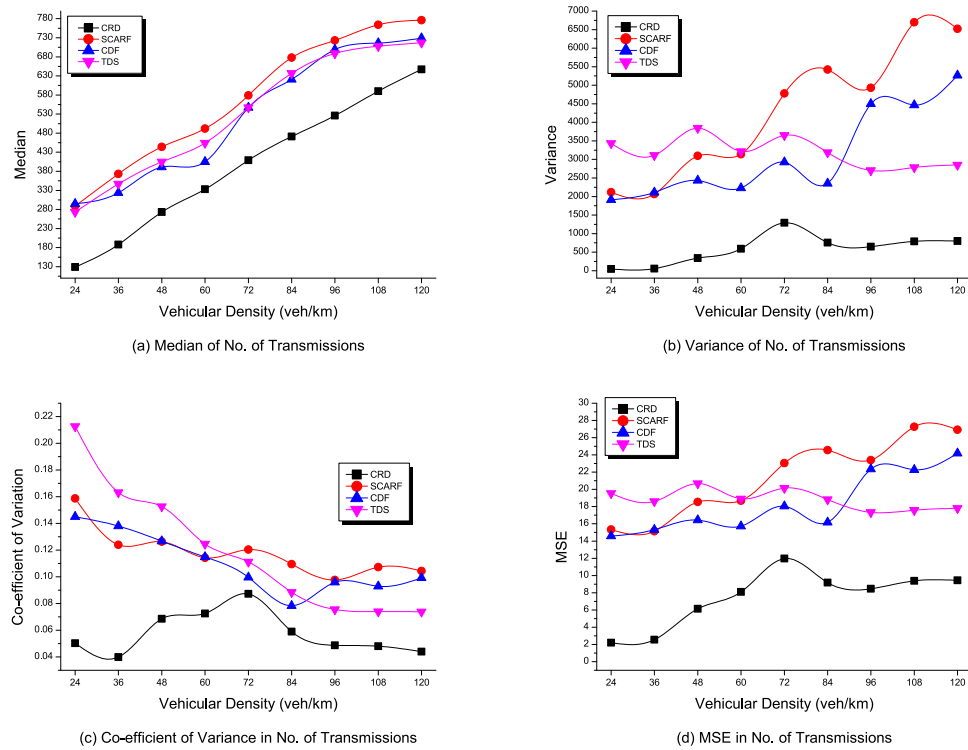 780
730
680
630
580
530
480
430
380
330
280
230
180
130
Median
CRD
SCARF
CDF
TDS
24 36 48 60 72 84 96 108 120
Vehicular Density (veh/km)
(a) Median of No. of Transmissions
7000
6500
6000
5500
5000
4500
4000
3500
3000
2500
2000
1500
1000
500
0
Variance
CRD
SCARF
CDF
TDS
24 36 48 60 72 84 96 108 120
Vehicular Density (veh/km)
(b) Variance of No. of Transmissions
0.22
0.20
0.18
0.16
0.14
0.12
0.10
0.08
0.06
0.04
Co-efficient of Variation
CRD
SCARF
CDF
TDS
24 36 48 60 72 84 96 108 120
Vehicular Density (veh/km)
(c) Co-efficient of Variance in No. of Transmissions
30
28
26
24
22
20
18
16
14
12
10
8
6
4
2
0
MSE
CRD
SCARF
CDF
TDS
24 36 48 60 72 84 96 108 120
Vehicular Density (veh/km)
(d) MSE in No. of Transmissions